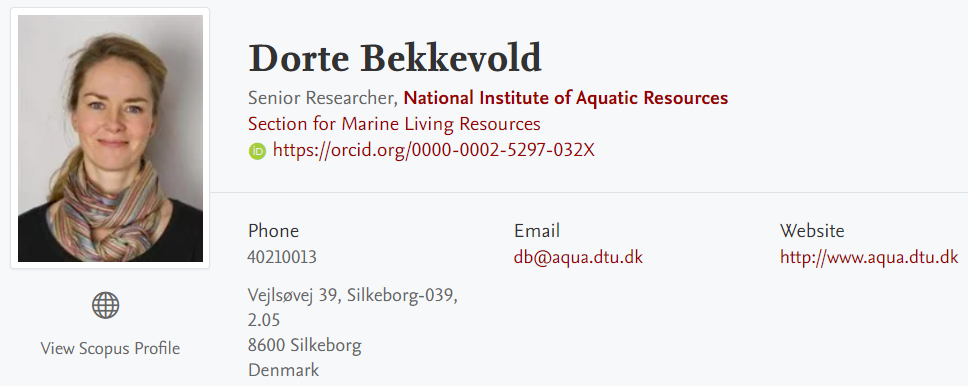 Dorte Bekkevold
Senior Researcher, National Institute of Aquatic Resources
Section for Marine Living Resources
iD https://orcid.org/0000-0002-5297-032X
Phone
40210013
Email
db@aqua.dtu.dk
Website
http://www.aqua.dtu.dk
Vejlsøvej 39, Silkeborg-039,
2.05
8600 Silkeborg
Denmark
View Scopus Profile